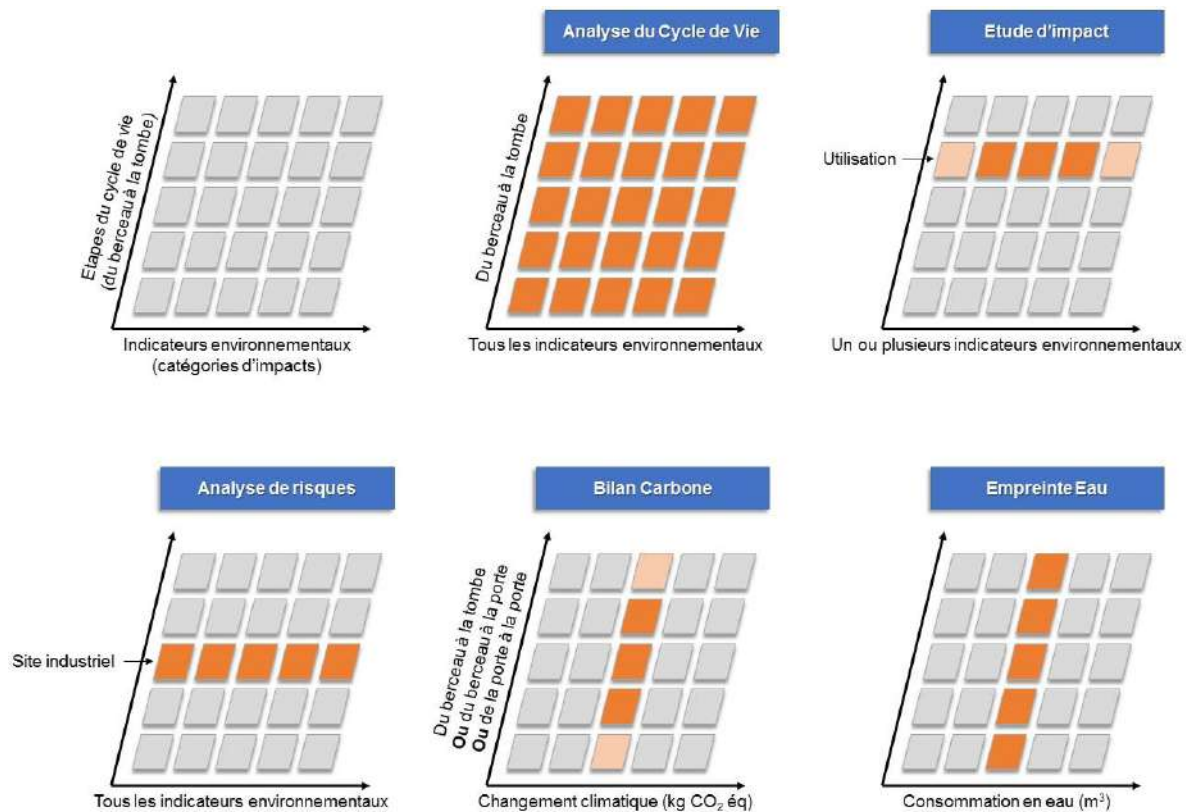 Analyse du Cycle de Vie
Etude d'impact
Etapes du cycle de vie
(du berceau à la tombe)
Indicateurs environnementaux
(catégories d'impacts)
Du berceau à la tombe
Tous les indicateurs environnementaux
Utilisation
Un ou plusieurs indicateurs environnementaux
Analyse de risques
Bilan Carbone
Empreinte Eau
Site industriel
Tous les indicateurs environnementaux
Du berceau à la tombe
Ou du berceau à la porte
Ou de la porte à la porte
Changement climatique (kg CO₂ éq)
Consommation en eau (m³)